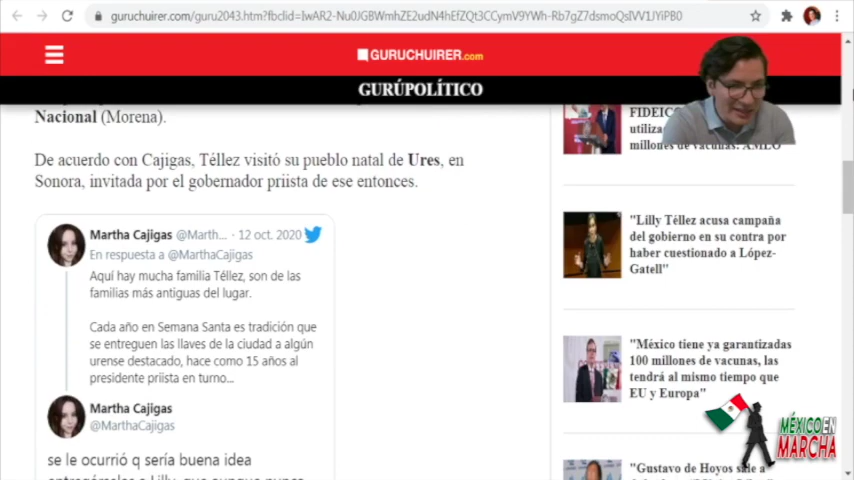 guruchuirer.com/guru2043.htm?fbclid=IwAR2-Nu0JGBWmhZE2udN4hEfZQt3CCymV9YWh-Rb7gZ7dsmoQsIVV1JYiPB0
GURUCHUIRER.com
GURÚPOLÍTICO
Nacional (Morena).
De acuerdo con Cajigas, Téllez visitó su pueblo natal de Ures, en
Sonora, invitada por el gobernador priista de ese entonces.
Martha Cajigas @Marth... · 12 oct. 2020
En respuesta a @MarthaCajigas
Aquí hay mucha familia Téllez, son de las
familias más antiguas del lugar.
Cada año en Semana Santa es tradición que
se entreguen las llaves de la ciudad a algún
urense destacado, hace como 15 años al
presidente priista en turno...
Martha Cajigas
@MarthaCajigas
se le ocurrió q sería buena idea
millones de vacunas: AMLO
"Lilly Téllez acusa campaña
del gobierno en su contra por
haber cuestionado a López-
Gatell"
"México tiene ya garantizadas
100 millones de vacunas, las
tendrá al mismo tiempo que
EU y Europa"
"Gustavo de Hoyos sale a
MÉXICO EN
MARCHA